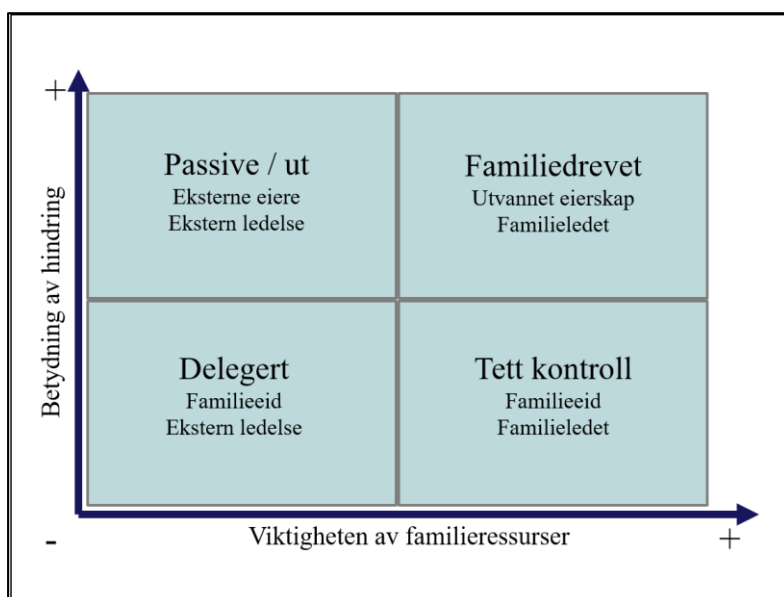 +
Betydning av hindring
Passive / ut
Eksterne eiere
Ekstern ledelse
Familiedrevet
Utvannet eierskap
Familieledet
Delegert
Familieeid
Ekstern ledelse
Tett kontroll
Familieeid
Familieledet
-
Viktigheten av familieressurser
+